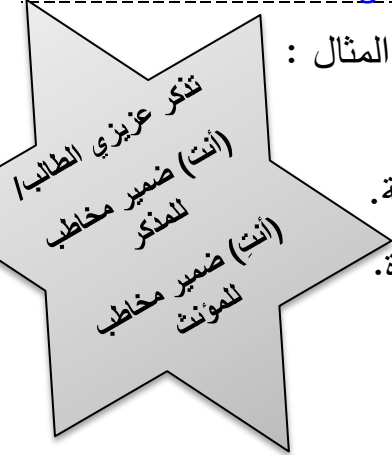 المثال :
تذكر عزيزي الطالب/
(أنت) ضمير مخاطب
للمذكر
(أنتِ) ضمير مخاطب
للمؤنث
ة.
ة.